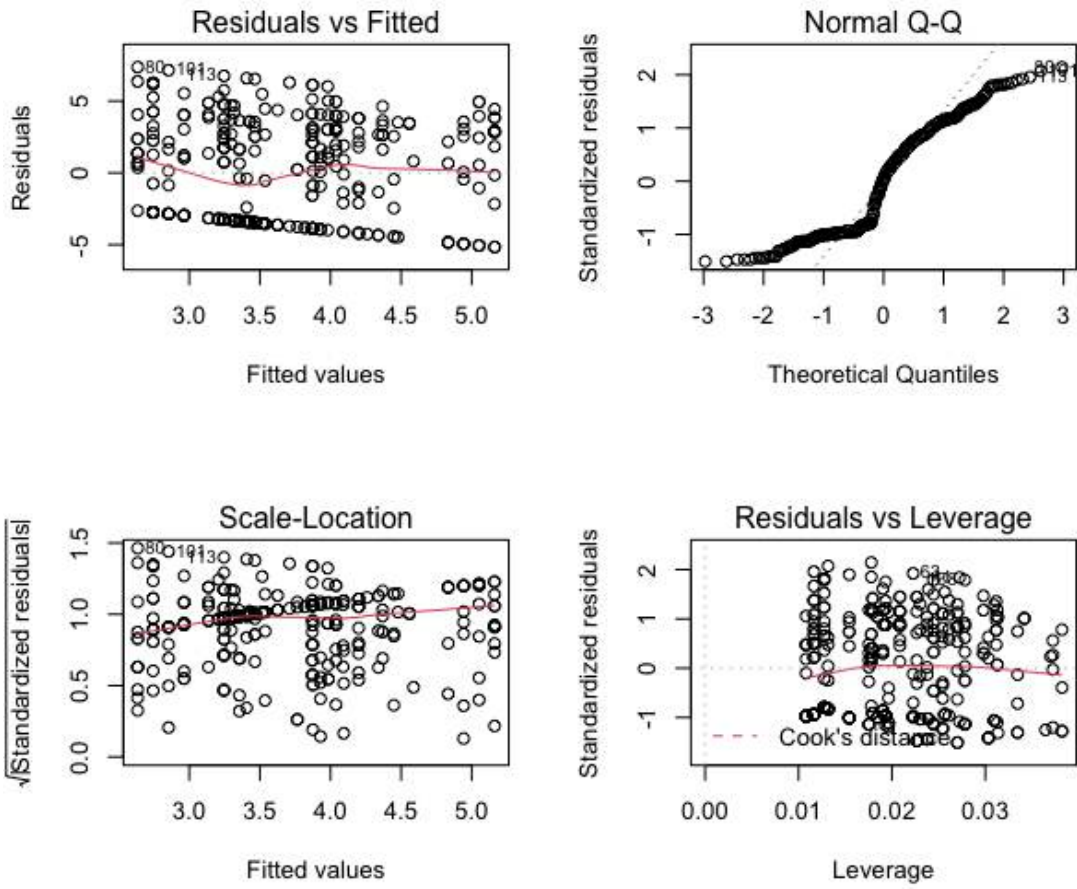 Residuals vs Fitted
Residuals
5
0
-5
80
101
113
3.0 3.5 4.0 4.5 5.0
Fitted values
Normal Q-Q
Standardized residuals
2
1
0
-1
-3 -2 -1 0 1 2 3
Theoretical Quantiles
Scale-Location
√|Standardized residuals|
1.5
1.0
0.5
0.0
80
101
113
3.0 3.5 4.0 4.5 5.0
Fitted values
Residuals vs Leverage
Standardized residuals
2
1
0
-1
63
Cook's distance
0.00 0.01 0.02 0.03
Leverage